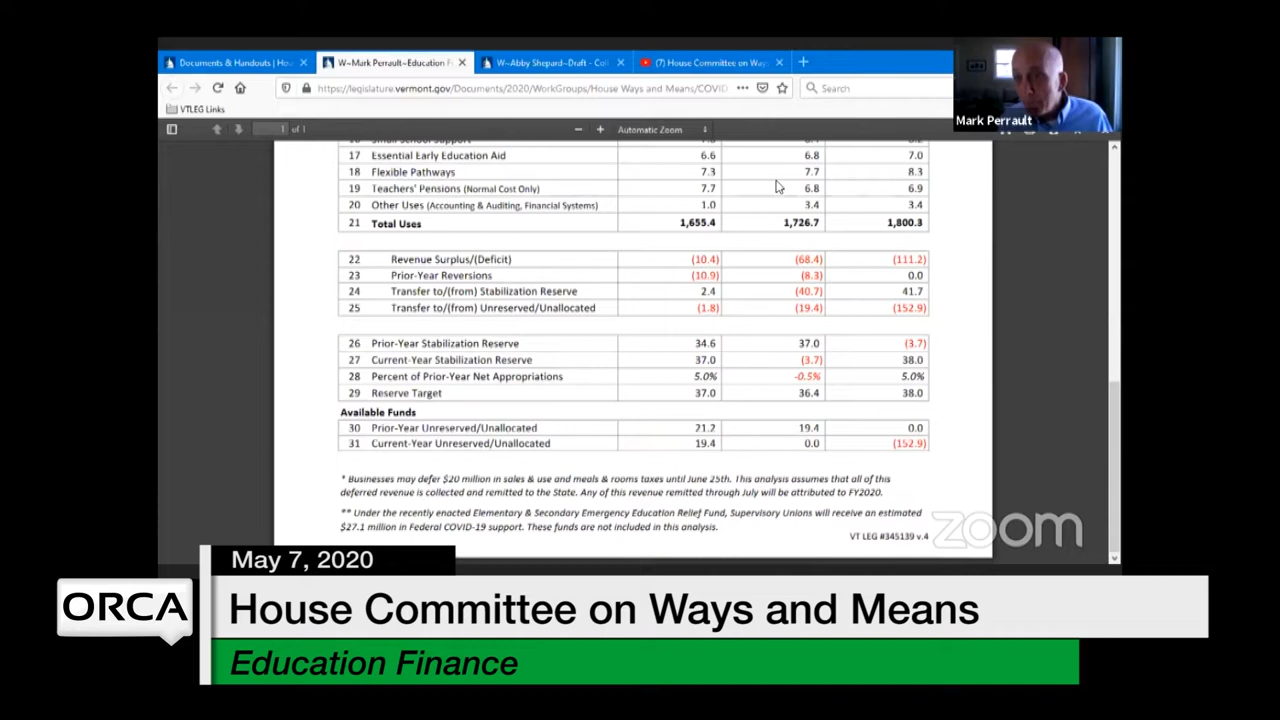 Documents & Handouts | Ho
W~Mark Perrault~Education F
W~Abby Shepard~Draft - Col
(7) House Committee on Way
https://legislature.vermont.gov/Documents/2020/WorkGroups/House Ways and Means/COVID
Search
VTLEG Links
Mark Perrault
1 of 1
Automatic Zoom
17 Essential Early Education Aid 6.6 6.8 7.0
18 Flexible Pathways 7.3 7.7 8.3
19 Teachers' Pensions (Normal Cost Only) 7.7 6.8 6.9
20 Other Uses (Accounting & Auditing, Financial Systems) 1.0 3.4 3.4
21 Total Uses 1,655.4 1,726.7 1,800.3
22 Revenue Surplus/(Deficit) (10.4) (68.4) (111.2)
23 Prior-Year Reversions (10.9) (8.3) 0.0
24 Transfer to/(from) Stabilization Reserve 2.4 (40.7) 41.7
25 Transfer to/(from) Unreserved/Unallocated (1.8) (19.4) (152.9)
26 Prior-Year Stabilization Reserve 34.6 37.0 (3.7)
27 Current-Year Stabilization Reserve 37.0 (3.7) 38.0
28 Percent of Prior-Year Net Appropriations 5.0% -0.5% 5.0%
29 Reserve Target 37.0 36.4 38.0
Available Funds
30 Prior-Year Unreserved/Unallocated 21.2 19.4 0.0
31 Current-Year Unreserved/Unallocated 19.4 0.0 (152.9)
* Businesses may defer $20 million in sales & use and meals & rooms taxes until June 25th. This analysis assumes that all of this
deferred revenue is collected and remitted to the State. Any of this revenue remitted through July will be attributed to FY2020.
** Under the recently enacted Elementary & Secondary Emergency Education Relief Fund, Supervisory Unions will receive an estimated
$27.1 million in Federal COVID-19 support. These funds are not included in this analysis.
VT LEG #345139 v.4
zoom
May 7, 2020
ORCA
House Committee on Ways and Means
Education Finance